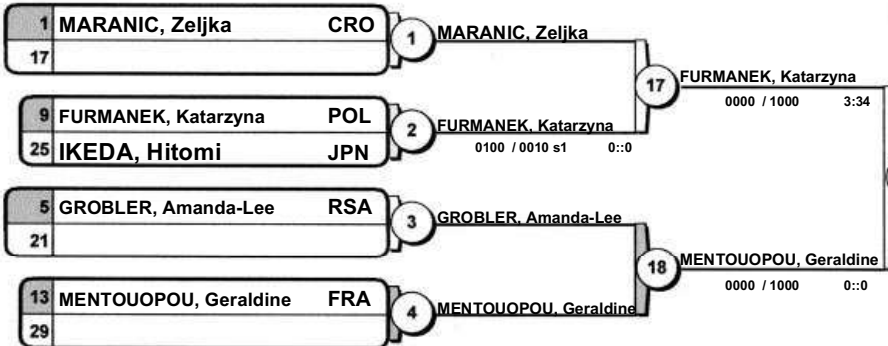 1 MARANIC, Zeljka CRO
17
1
MARANIC, Zeljka
9 FURMANEK, Katarzyna POL
25 IKEDA, Hitomi JPN
2
FURMANEK, Katarzyna
0100 / 0010 s1 0::0
17
FURMANEK, Katarzyna
0000 / 1000 3:34
5 GROBLER, Amanda-Lee RSA
21
3
GROBLER, Amanda-Lee
13 MENTOUOPOU, Geraldine FRA
29
4
MENTOUOPOU, Geraldine
18
MENTOUOPOU, Geraldine
0000 / 1000 0::0